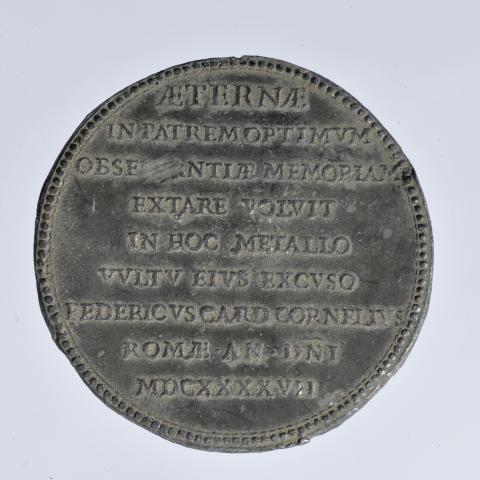 ÆTERNÆ
IN PATREM OPTIMVM
OBSERVANTIÆ MEMORIAM
EXTARE VOLVIT
IN HOC METALLO
VVLTV EIVS EXCVSO
FEDERICVS CARD CORNELIVS
ROMÆ · AN · DNI
MDCXXXXVII